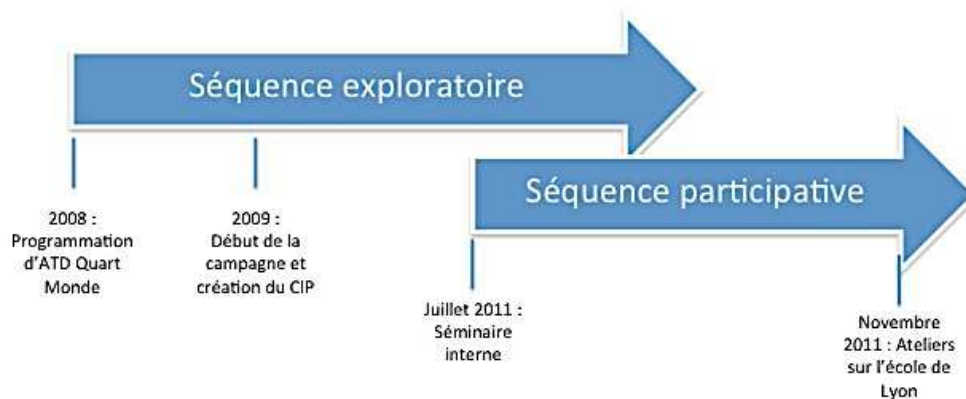 Séquence exploratoire
Séquence participative
2008 :
Programmation
d'ATD Quart
Monde
2009 :
Début de la
campagne et
création du CIP
Juillet 2011 :
Séminaire
interne
Novembre
2011 : Ateliers
sur l'école de
Lyon